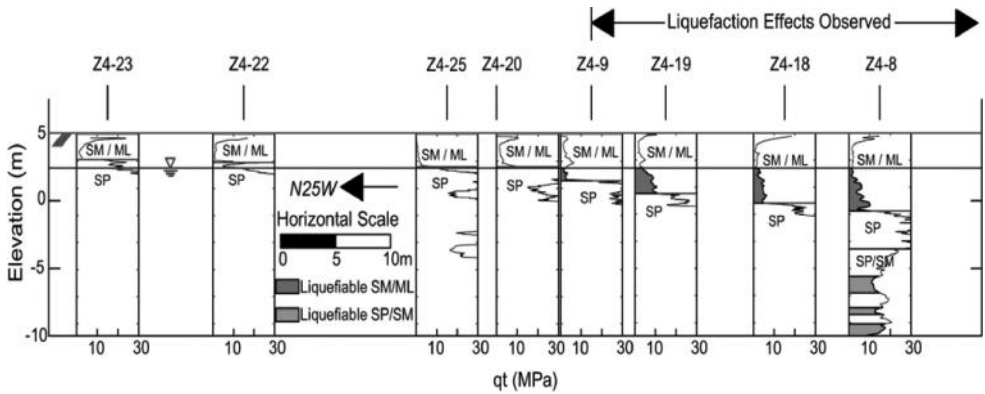 Liquefaction Effects Observed
Z4-23 Z4-22 Z4-25 Z4-20 Z4-9 Z4-19 Z4-18 Z4-8
Elevation (m)
5
0
-5
-10
SM / ML SM / ML SM / ML SM / ML SM / ML SM / ML SM / ML SM / ML
SP SP SP SP SP SP SP SP
SP/SM
N25W
Horizontal Scale
0 5 10m
Liquefiable SM/ML
Liquefiable SP/SM
10 30 10 30 10 30 10 30 10 30 10 30 10 30 10 30
qt (MPa)